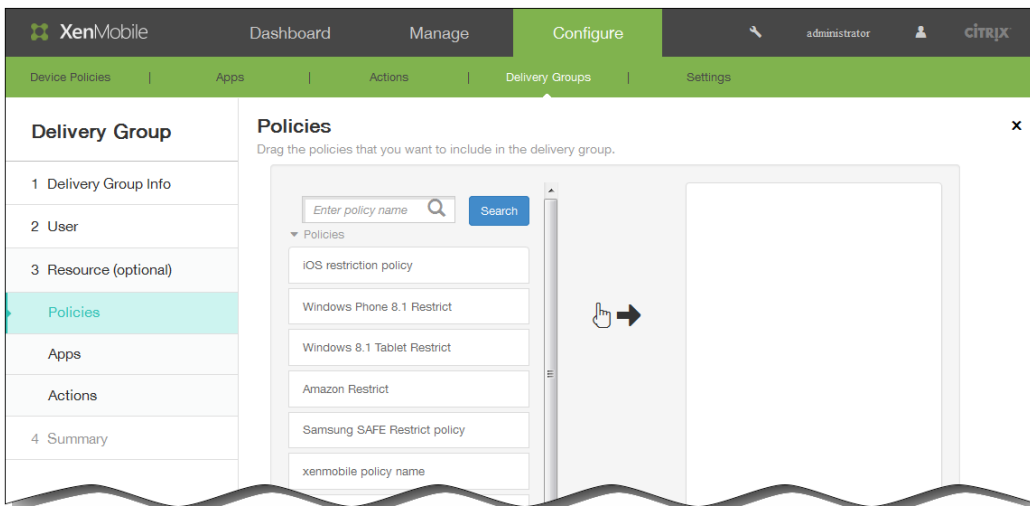 XenMobile Dashboard Manage Configure administrator CITRIX
Device Policies | Apps | Actions | Delivery Groups | Settings
Delivery Group
1 Delivery Group Info
2 User
3 Resource (optional)
Policies
Apps
Actions
4 Summary
Policies
x
Drag the policies that you want to include in the delivery group.
Enter policy name
Search
Policies
iOS restriction policy
Windows Phone 8.1 Restrict
Windows 8.1 Tablet Restrict
Amazon Restrict
Samsung SAFE Restrict policy
xenmobile policy name